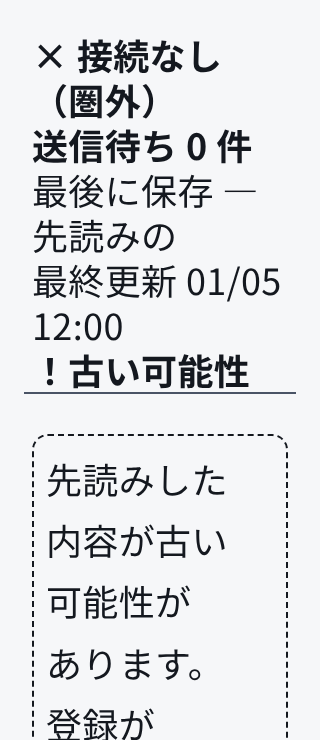 × 接続なし
（圏外）
送信待ち 0 件
最後に保存 —
先読みの
最終更新 01/05
12:00
！古い可能性
先読みした
内容が古い
可能性が
あります。
登録が